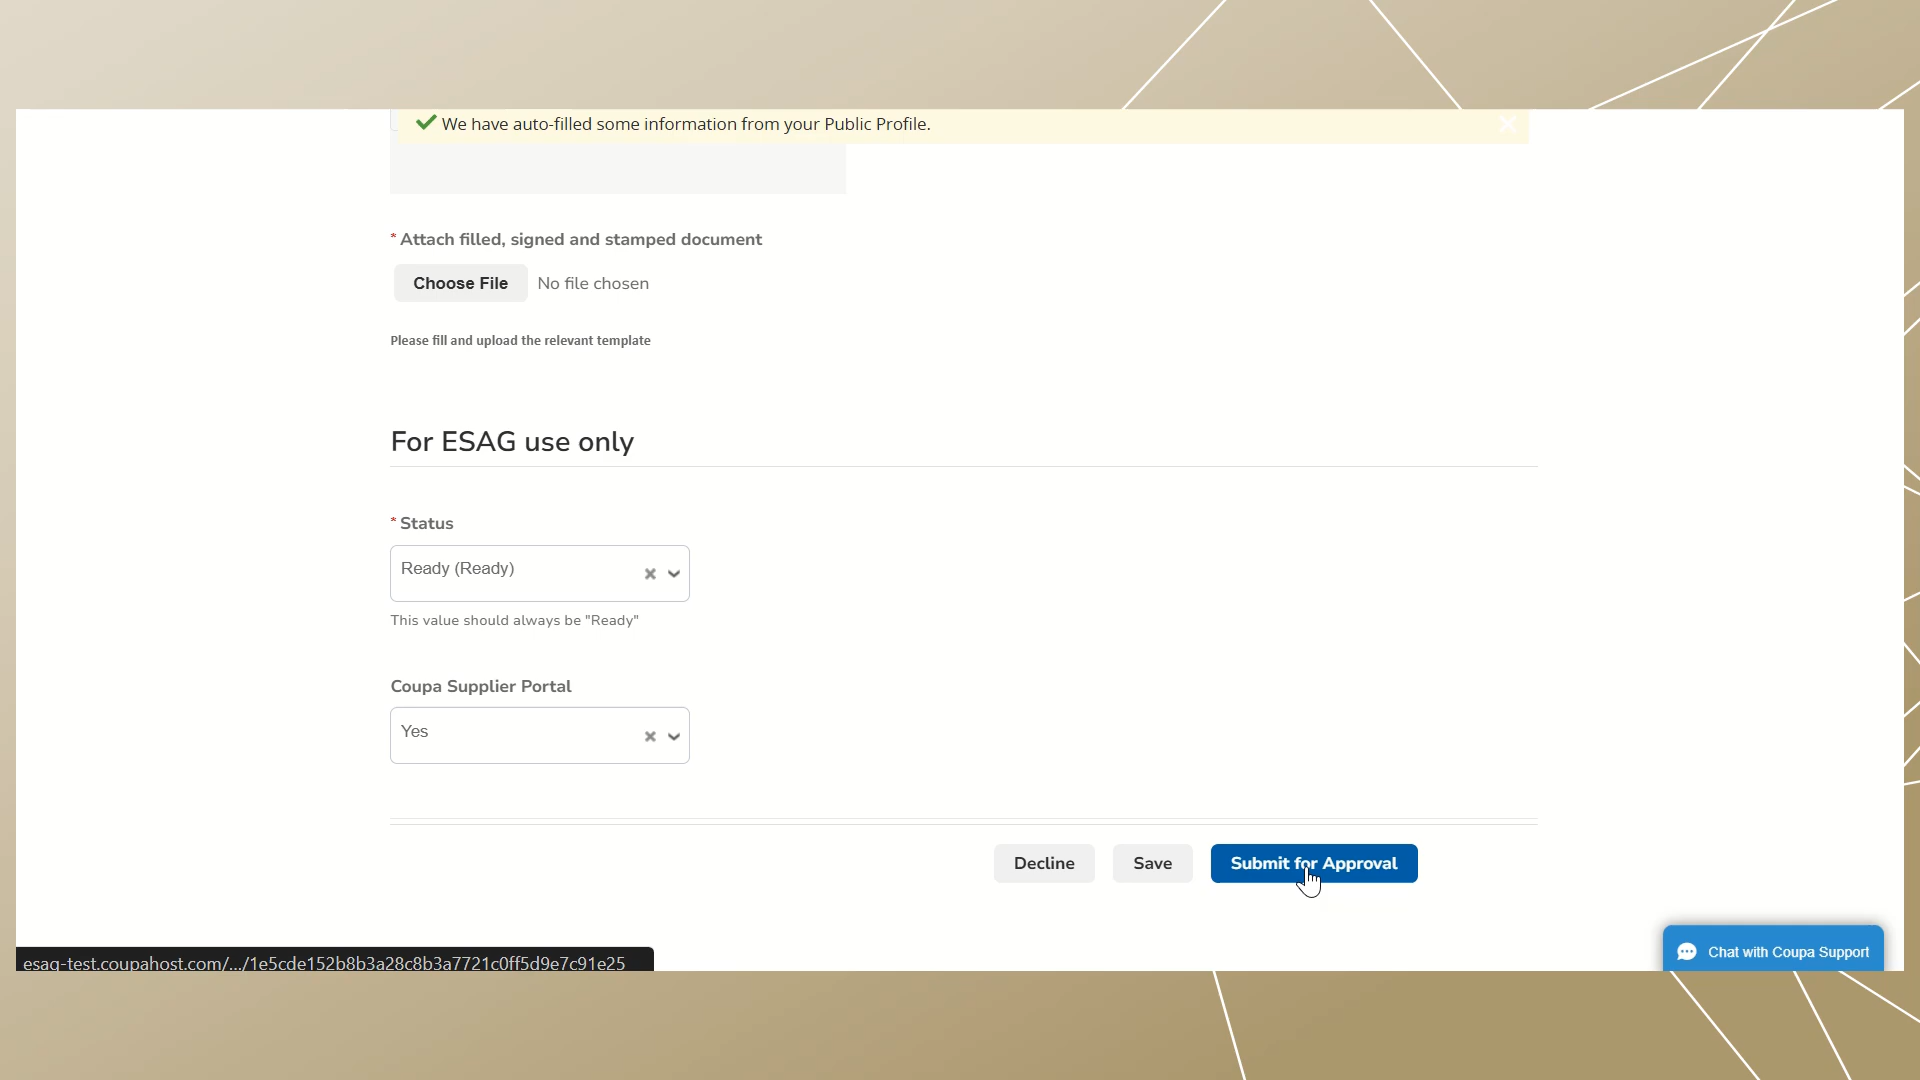 We have auto-filled some information from your Public Profile.
* Attach filled, signed and stamped document
Choose File No file chosen
Please fill and upload the relevant template
For ESAG use only
* Status
Ready (Ready)
This value should always be "Ready"
Coupa Supplier Portal
Yes
Decline Save Submit for Approval
Chat with Coupa Support
esag-test.coupahost.com/.../1e5cde152b8b3a28c8b3a7721c0ff5d9e7c91e25